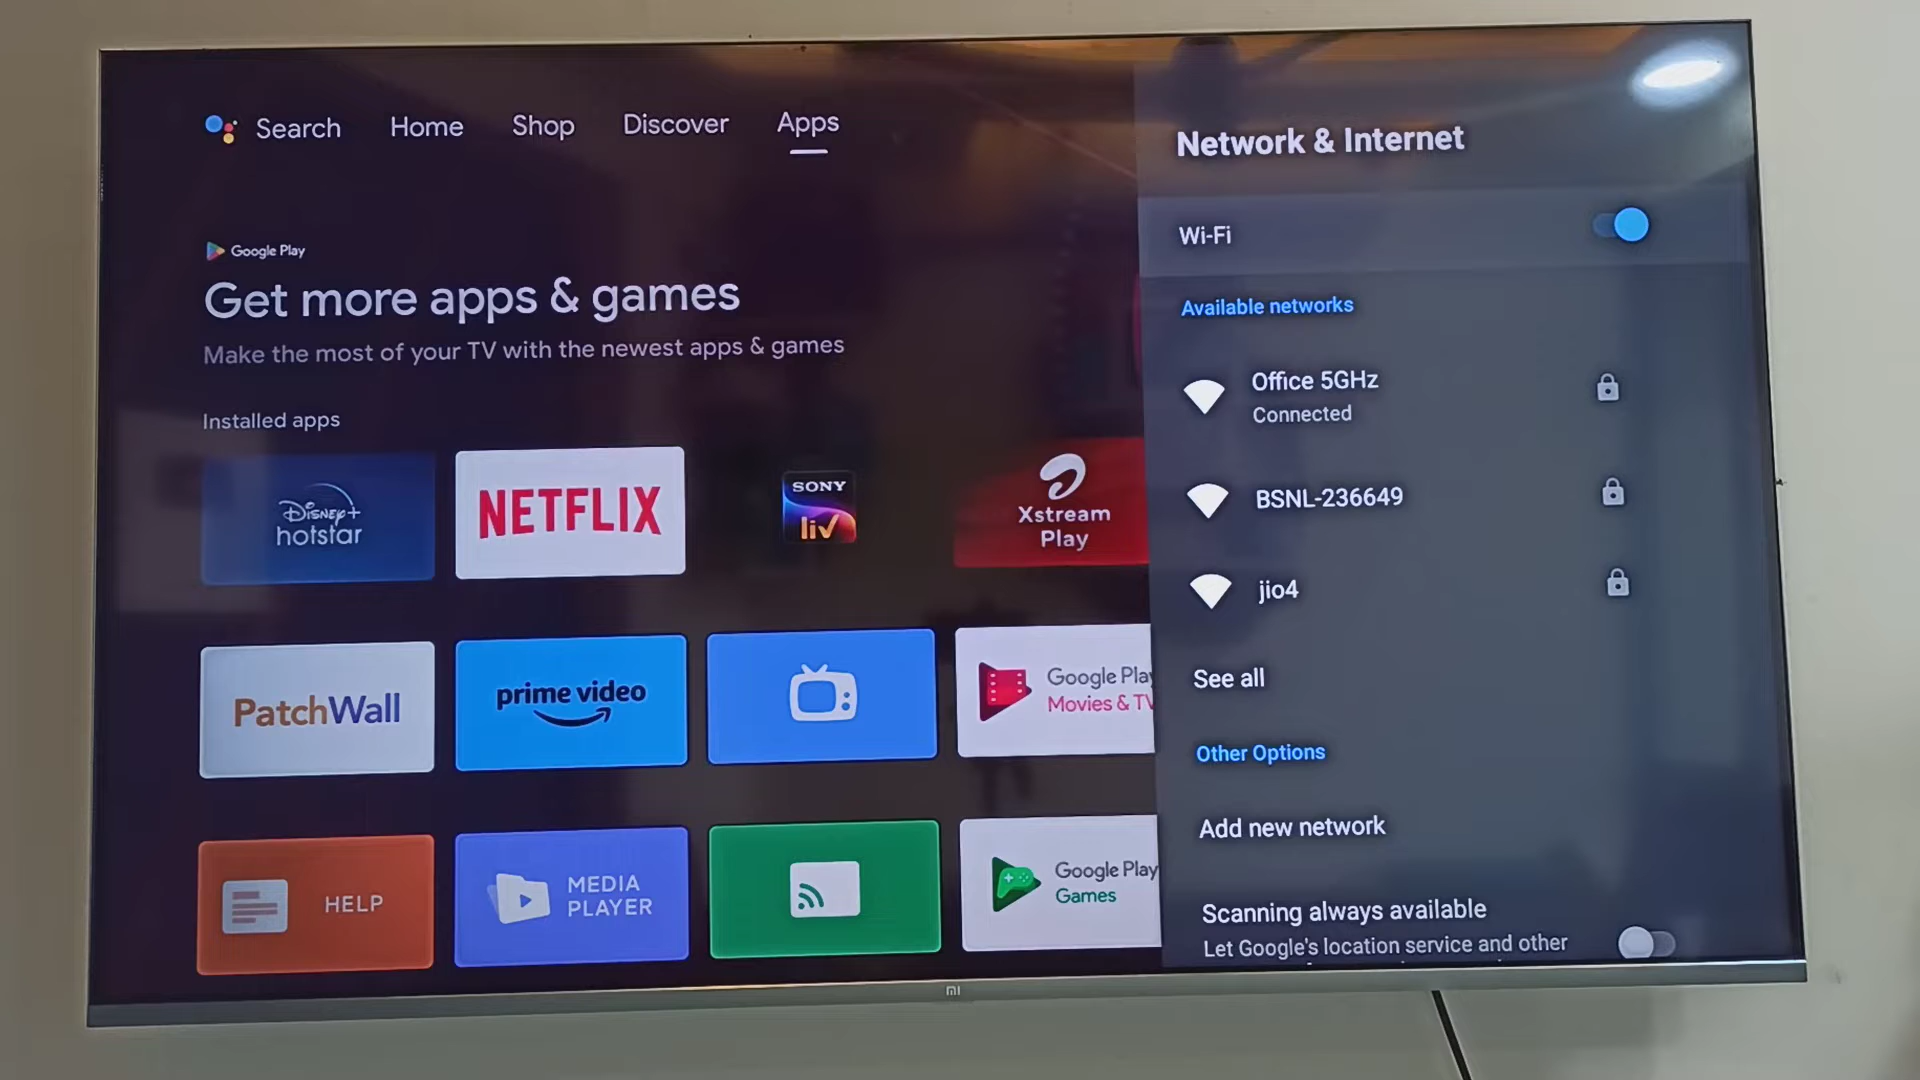 Search Home Shop Discover Apps
Google Play
Get more apps & games
Make the most of your TV with the newest apps & games
Installed apps
Disney+
hotstar
NETFLIX
SONY
liv
Xstream
Play
PatchWall
prime video
Google Play
Movies & TV
HELP
MEDIA
PLAYER
Google Play
Games
mi
Network & Internet
Wi-Fi
Available networks
Office 5GHz
Connected
BSNL-236649
jio4
See all
Other Options
Add new network
Scanning always available
Let Google's location service and other